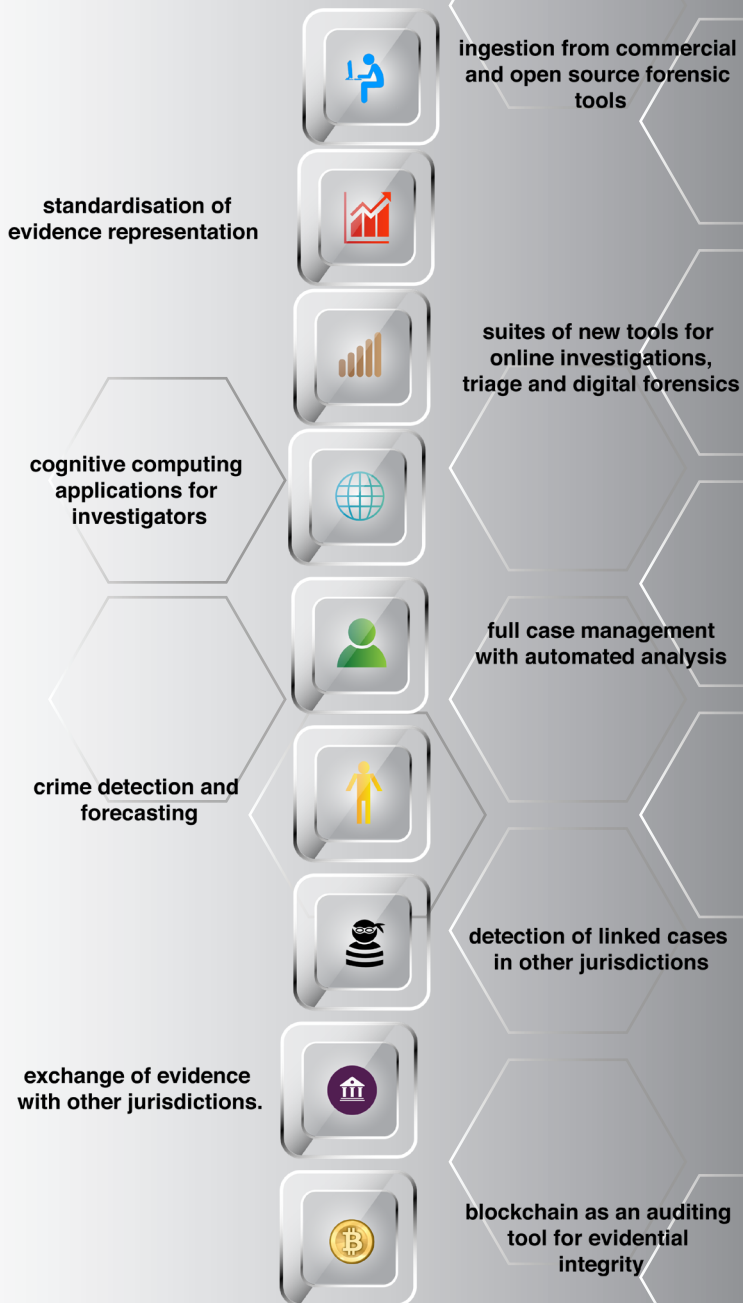 ingestion from commercial
and open source forensic
tools
standardisation of
evidence representation
suites of new tools for
online investigations,
triage and digital forensics
cognitive computing
applications for
investigators
full case management
with automated analysis
crime detection and
forecasting
detection of linked cases
in other jurisdictions
exchange of evidence
with other jurisdictions.
blockchain as an auditing
tool for evidential
integrity